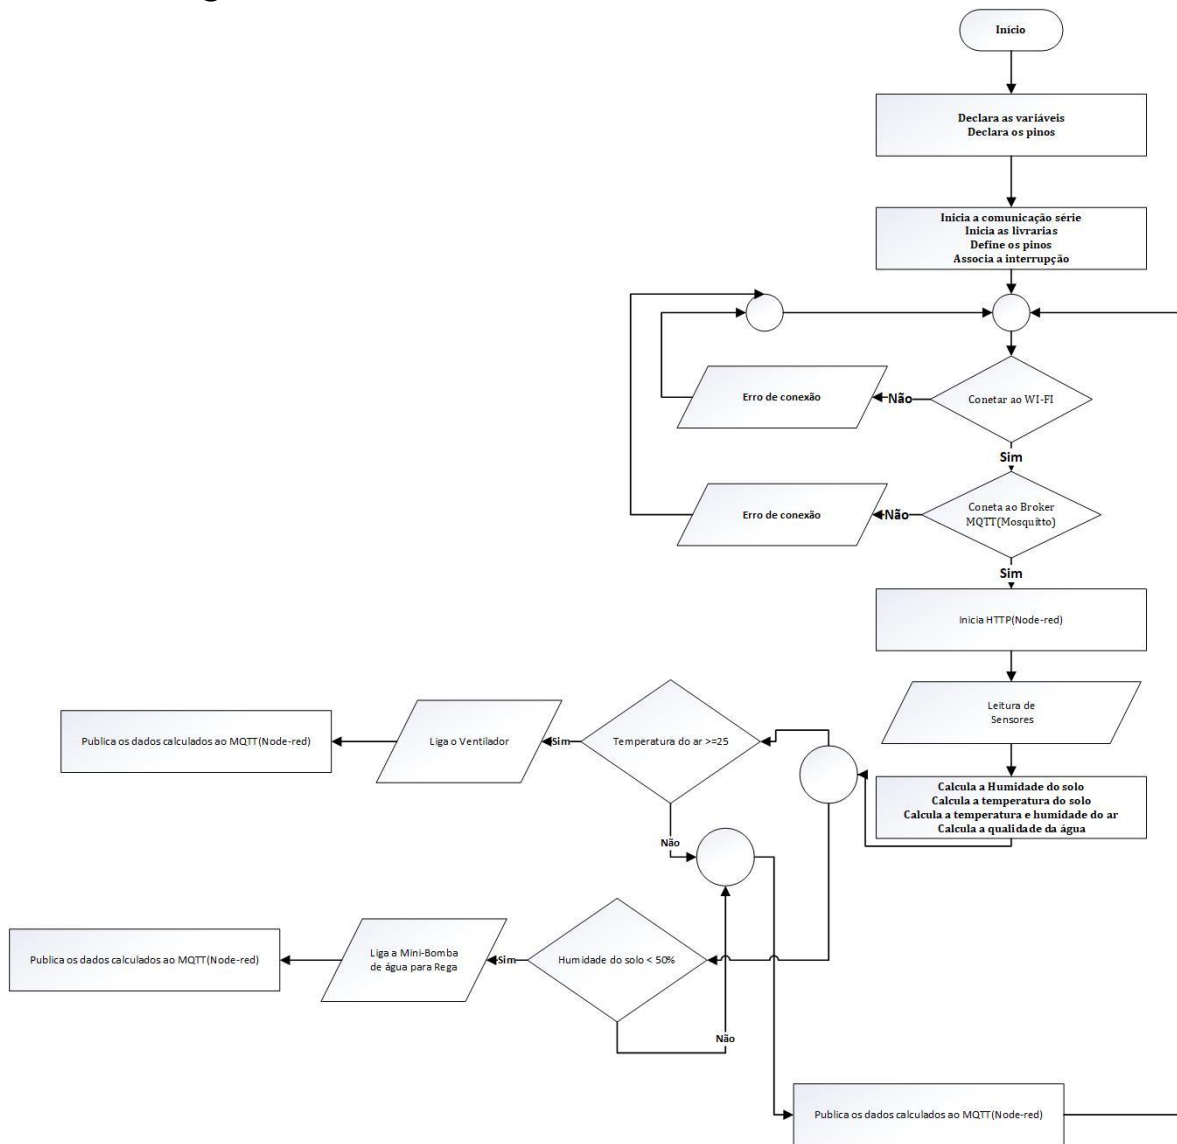 Início
Declara as variáveis
Declara os pinos
Inicia a comunicação série
Inicia as livrarias
Define os pinos
Associa a interrupção
Erro de conexão
Não
Conetar ao WI-FI
Sim
Erro de conexão
Não
Coneta ao Broker
MQTT(Mosquitto)
Sim
Inicia HTTP(Node-red)
Leitura de
Sensores
Publica os dados calculados ao MQTT(Node-red)
Liga o Ventilador
Sim
Temperatura do ar >=25
Calcula a Humidade do solo
Calcula a temperatura do solo
Calcula a temperatura e humidade do ar
Calcula a qualidade da água
Não
Publica os dados calculados ao MQTT(Node-red)
Liga a Mini-Bomba
de água para Rega
Sim
Humidade do solo < 50%
Não
Publica os dados calculados ao MQTT(Node-red)